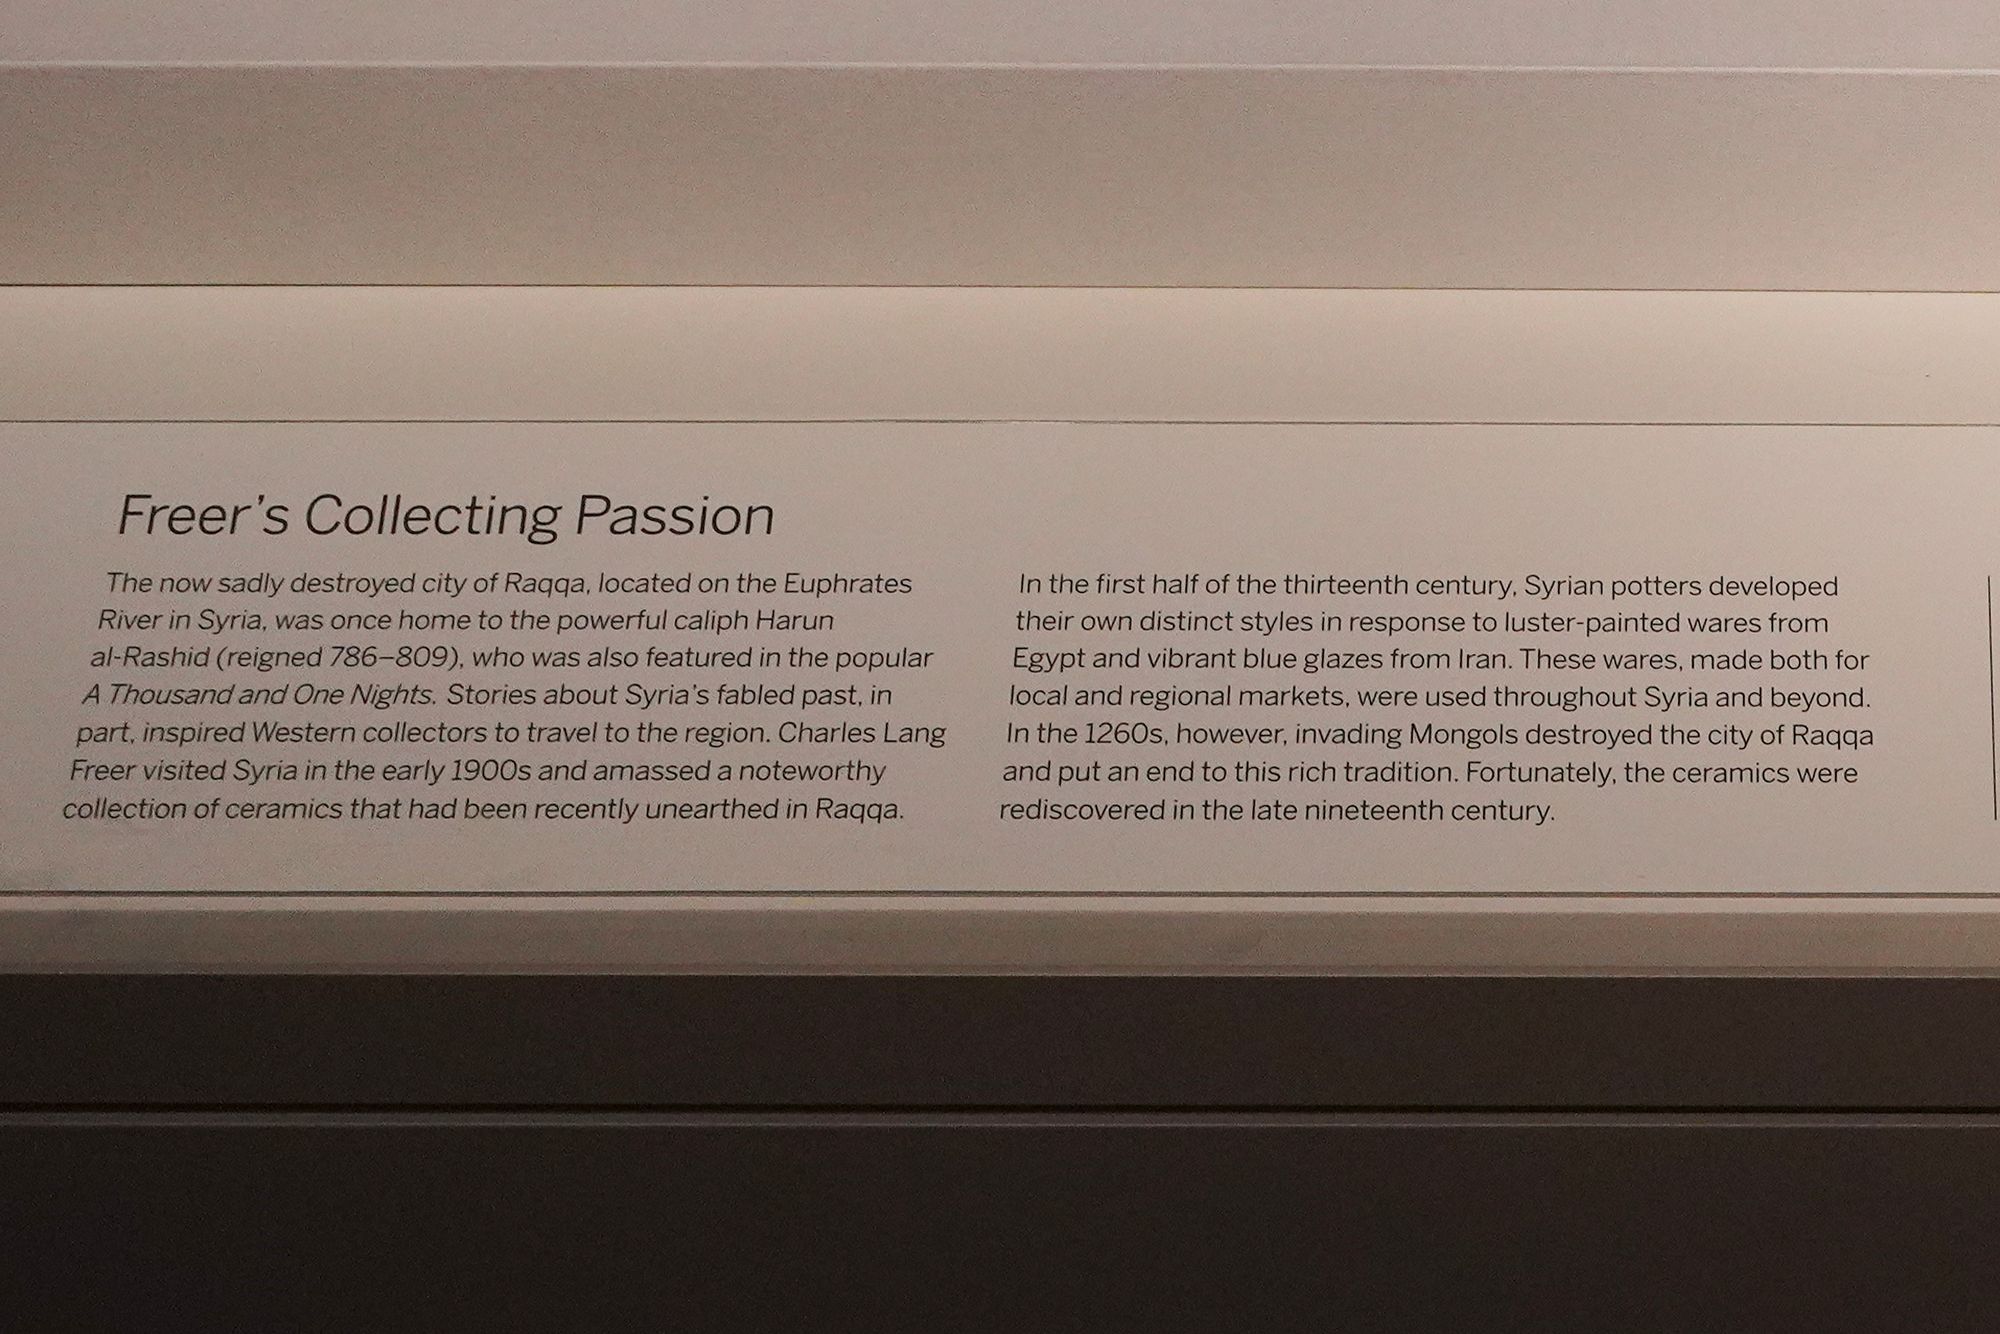 Freer’s Collecting Passion
The now sadly destroyed city of Raqqa, located on the Euphrates
River in Syria, was once home to the powerful caliph Harun
al-Rashid (reigned 786–809), who was also featured in the popular
A Thousand and One Nights. Stories about Syria’s fabled past, in
part, inspired Western collectors to travel to the region. Charles Lang
Freer visited Syria in the early 1900s and amassed a noteworthy
collection of ceramics that had been recently unearthed in Raqqa.
In the first half of the thirteenth century, Syrian potters developed
their own distinct styles in response to luster-painted wares from
Egypt and vibrant blue glazes from Iran. These wares, made both for
local and regional markets, were used throughout Syria and beyond.
In the 1260s, however, invading Mongols destroyed the city of Raqqa
and put an end to this rich tradition. Fortunately, the ceramics were
rediscovered in the late nineteenth century.